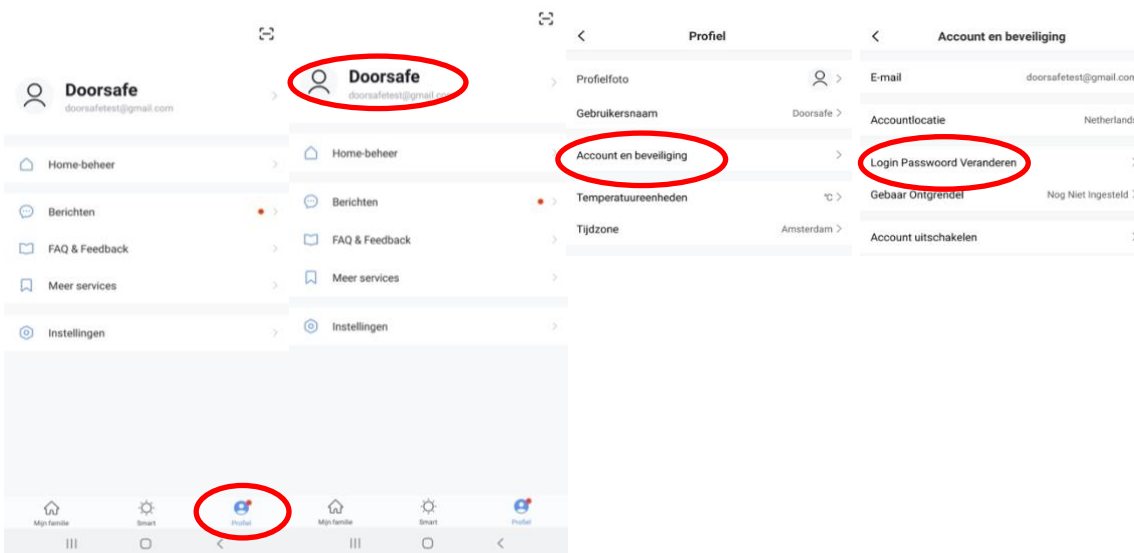 Doorsafe
doorsafetest@gmail.com
Home-beheer
Berichten
FAQ & Feedback
Meer services
Instellingen
Mijn familie
Smart
Profiel
Doorsafe
doorsafetest@gmail.com
Home-beheer
Berichten
FAQ & Feedback
Meer services
Instellingen
Mijn familie
Smart
Profiel
Profiel
Profielfoto
Gebruikersnaam Doorsafe
Account en beveiliging
Temperatuureenheden °C
Tijdzone Amsterdam
Account en beveiliging
E-mail doorsafetest@gmail.com
Accountlocatie Netherlands
Login Passwoord Veranderen
Gebaar Ontgrendel Nog Niet Ingesteld
Account uitschakelen